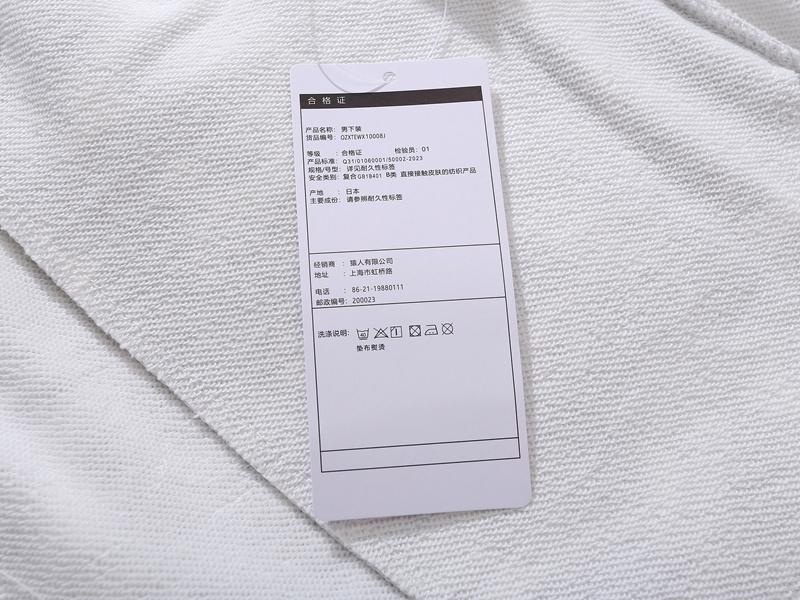 合格证
产品名称: 男下装
货品编号: OZXTEWX10008J
等级 : 合格证 检验员: 01
产品标准: Q31/01060001/S0002-2023
规格/号型: 详见耐久性标签
安全类别: 复合GB18401 B类 直接接触皮肤的纺织产品
产地 : 日本
主要成份: 请参照耐久性标签
经销商 : 猿人有限公司
地址 : 上海市虹桥路
电话 : 86-21-19880111
邮政编号: 200023
洗涤说明:
垫布熨烫